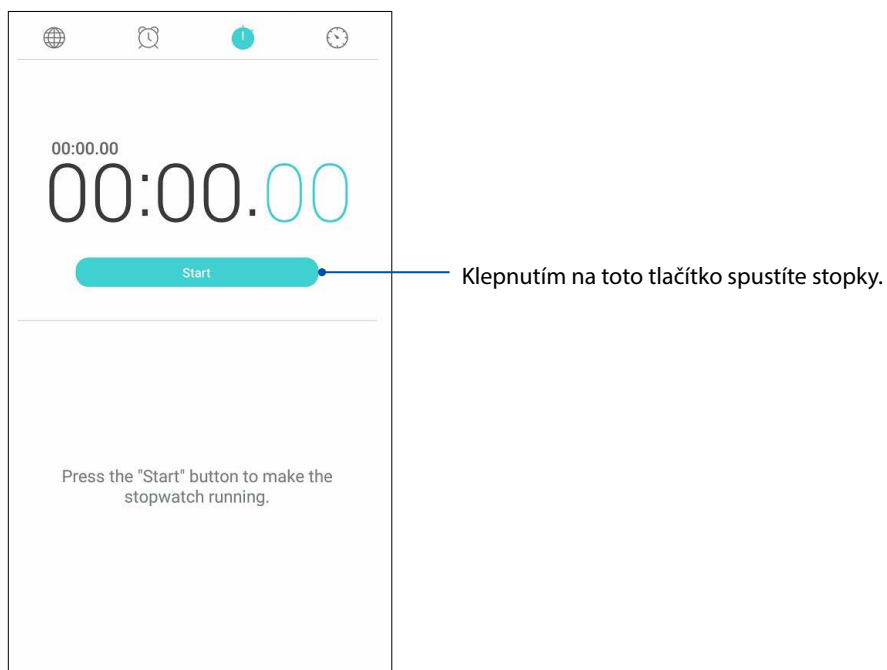 00:00.00
00:00.00
Start
Klepnutím na toto tlačítko spustíte stopky.
Press the "Start" button to make the
stopwatch running.